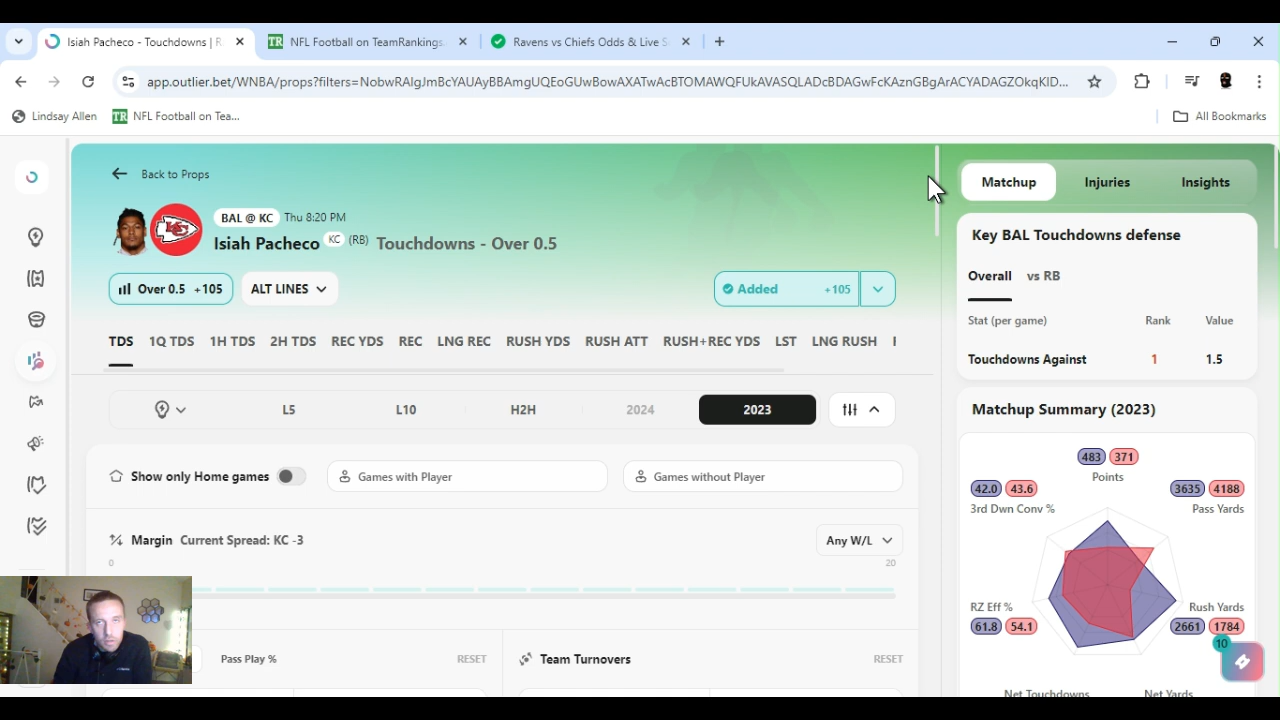 Isiah Pacheco - Touchdowns | R
NFL Football on TeamRankings.
Ravens vs Chiefs Odds & Live S
app.outlier.bet/WNBA/props?filters=NobwRAlgJmBcYAUAyBBAmgUQEoGUwBowAXATwAcBTOMAWQFUkAVASQLADcBDAGwFcKAznGBgArACYADAGZOkqKID...
Lindsay Allen
NFL Football on Tea...
All Bookmarks
Back to Props
Matchup
Injuries
Insights
BAL @ KC
Thu 8:20 PM
Isiah Pacheco KC (RB) Touchdowns - Over 0.5
Key BAL Touchdowns defense
Overall
vs RB
Over 0.5 +105
ALT LINES
Added
+105
Stat (per game)
Rank
Value
TDS
1Q TDS
1H TDS
2H TDS
REC YDS
REC
LNG REC
RUSH YDS
RUSH ATT
RUSH+REC YDS
LST
LNG RUSH
Touchdowns Against
1
1.5
L5
L10
H2H
2024
2023
Matchup Summary (2023)
483
371
Points
Show only Home games
Games with Player
Games without Player
42.0
43.6
3rd Dwn Conv %
3635
4188
Pass Yards
Margin Current Spread: KC -3
Any W/L
0
20
RZ Eff %
61.8
54.1
Rush Yards
2661
1784
10
Pass Play %
RESET
Team Turnovers
RESET
Net Touchdowns
Net Yards